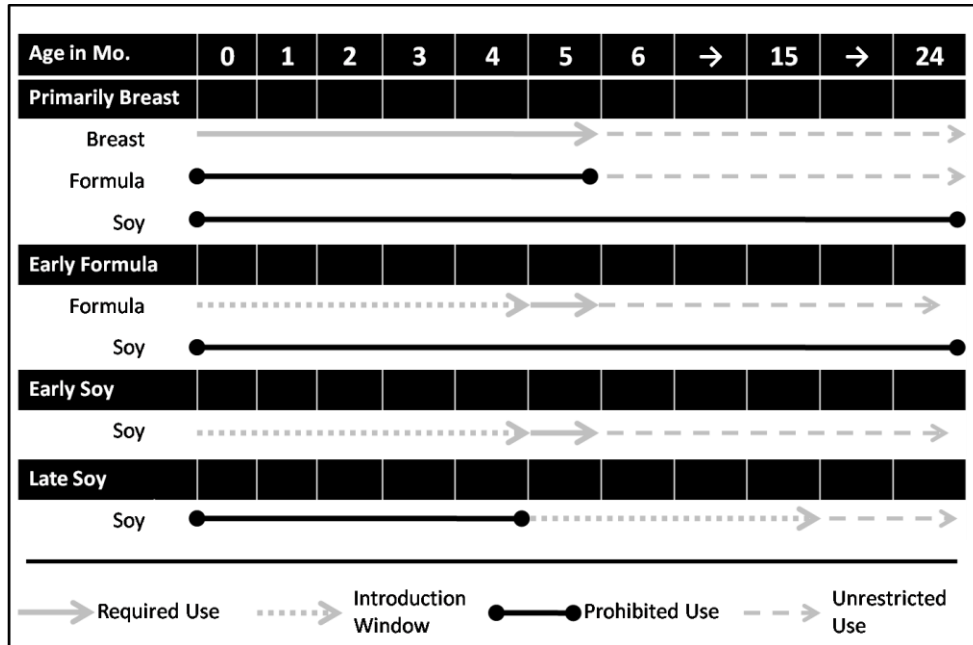 Age in Mo. 0 1 2 3 4 5 6 → 15 → 24
Primarily Breast
Breast
Formula
Soy
Early Formula
Formula
Soy
Early Soy
Soy
Late Soy
Soy
Required Use
Introduction
Window
Prohibited Use
Unrestricted
Use